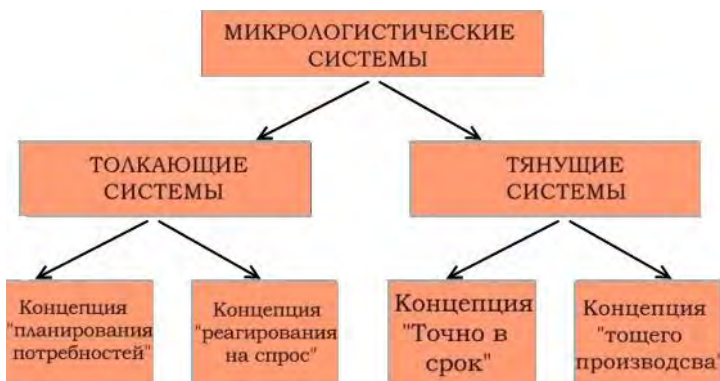 МИКРОЛОГИСТИЧЕСКИЕ
СИСТЕМЫ
ТОЛКАЮЩИЕ
СИСТЕМЫ
ТЯНУЩИЕ
СИСТЕМЫ
Концепция
"планирования
потребностей"
Концепция
"реагирования
на спрос"
Концепция
"Точно в
срок"
Концепция
"тощего
производсва"